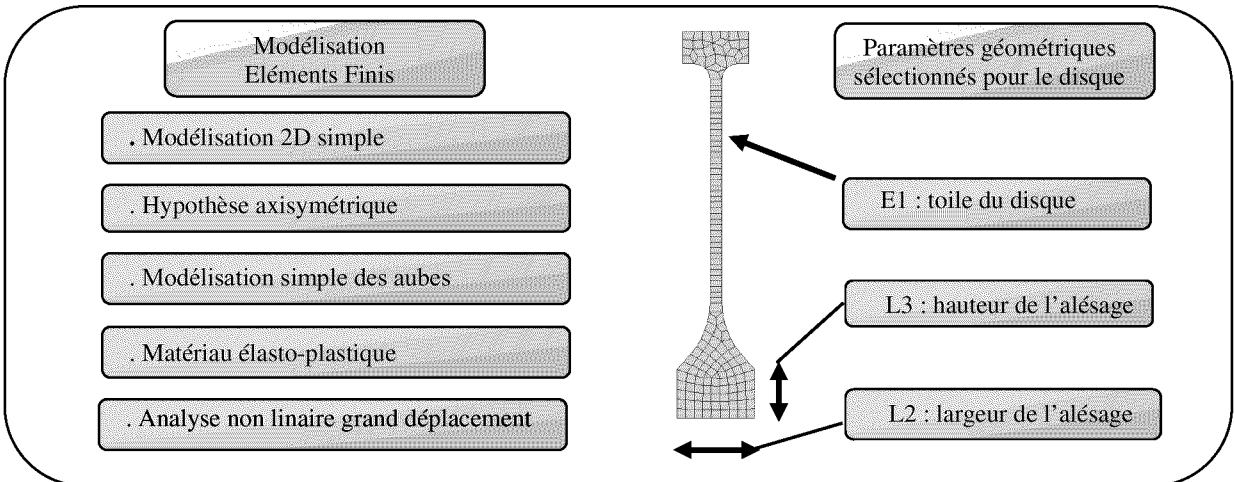 Modélisation
Eléments Finis
. Modélisation 2D simple
. Hypothèse axisymétrique
. Modélisation simple des aubes
. Matériau élasto-plastique
. Analyse non linaire grand déplacement
Paramètres géométriques
sélectionnés pour le disque
E1 : toile du disque
L3 : hauteur de l’alésage
L2 : largeur de l’alésage